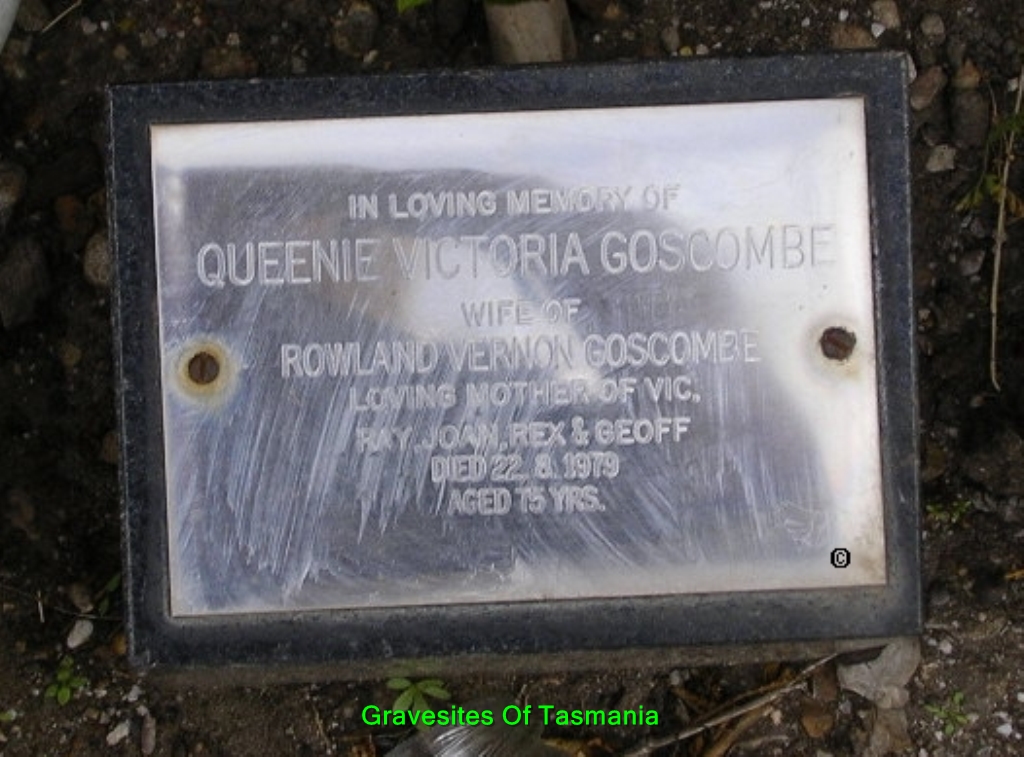 IN LOVING MEMORY OF
QUEENIE VICTORIA GOSCOMBE
WIFE OF
ROWLAND VERNON GOSCOMBE
LOVING MOTHER OF VIC,
RAY, JOAN, REX & GEOFF
DIED 22. 8. 1979
AGED 75 YRS.
©
Gravesites Of Tasmania